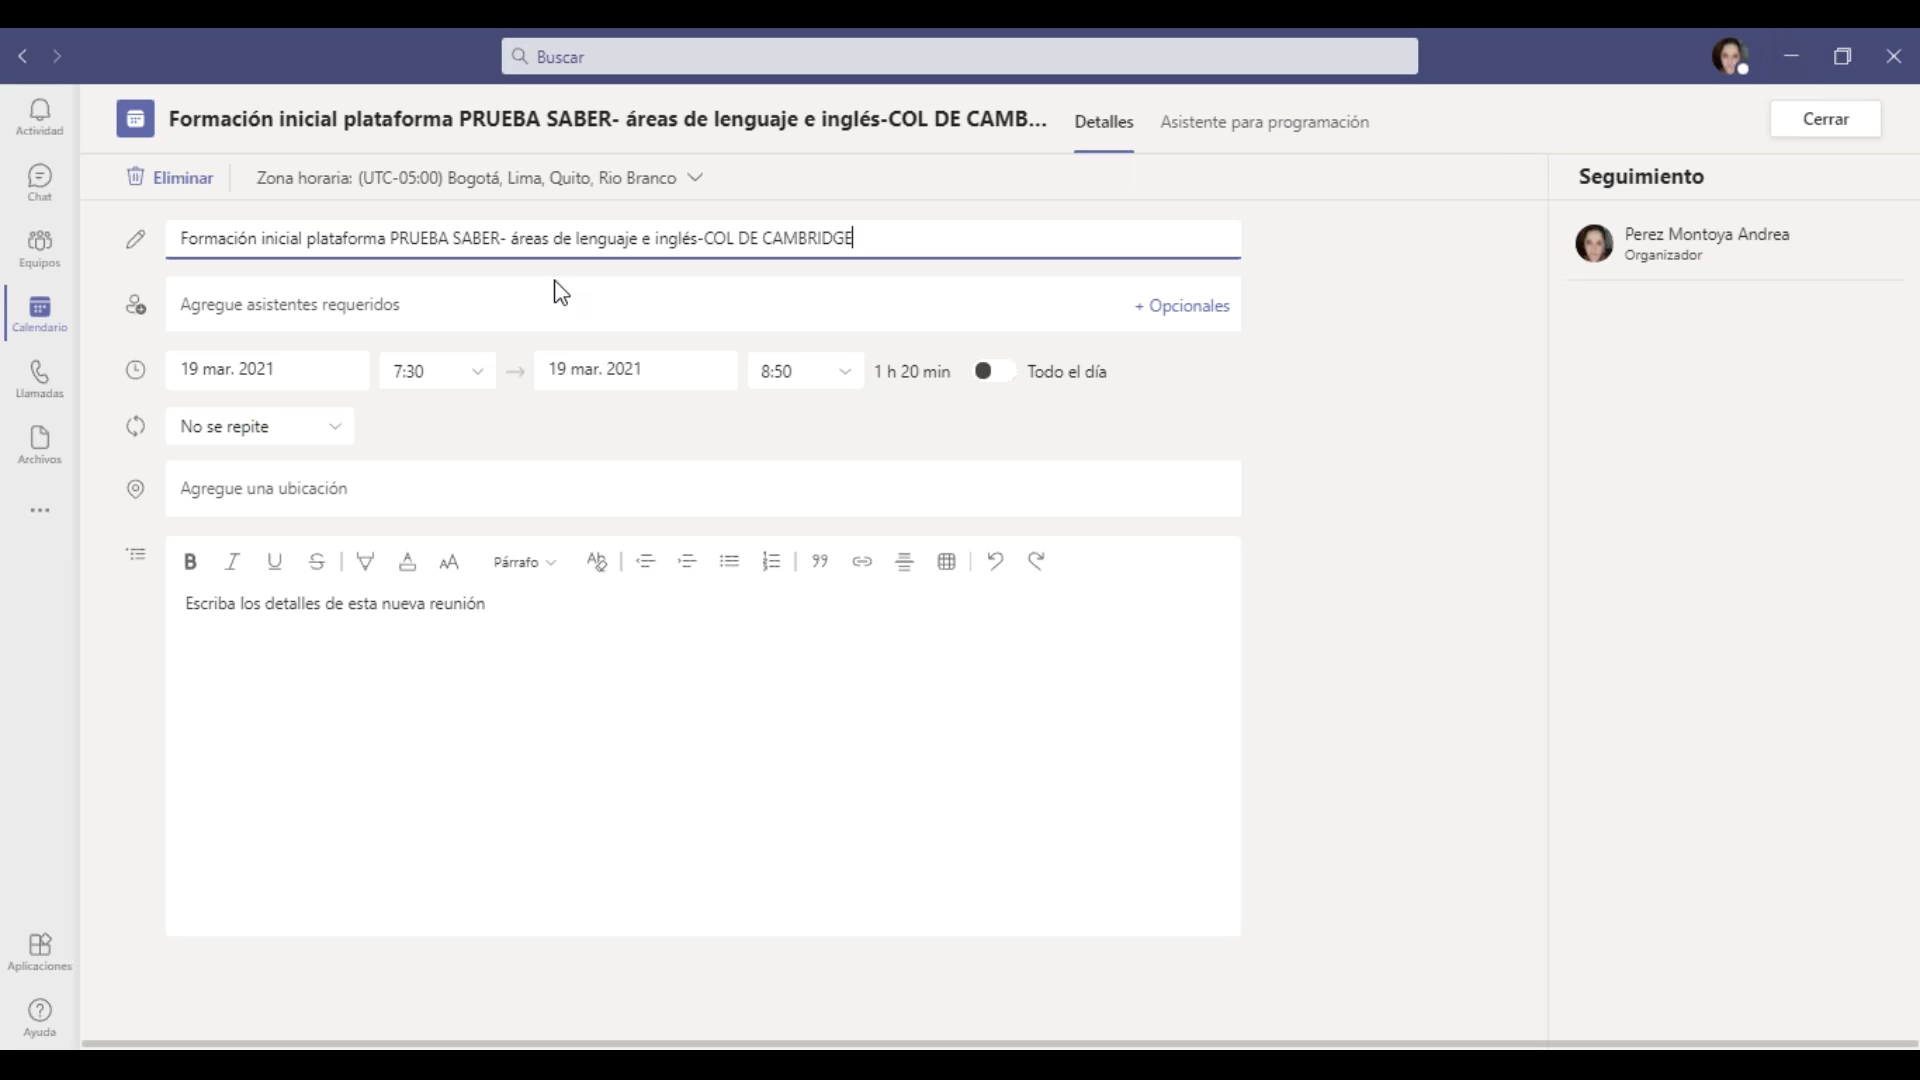 Buscar
Actividad
Chat
Equipos
Calendario
Llamadas
Archivos
Aplicaciones
Ayuda
Formación inicial plataforma PRUEBA SABER- áreas de lenguaje e inglés-COL DE CAMB...
Detalles
Asistente para programación
Cerrar
Eliminar
Zona horaria: (UTC-05:00) Bogotá, Lima, Quito, Rio Branco
Formación inicial plataforma PRUEBA SABER- áreas de lenguaje e inglés-COL DE CAMBRIDGE
Agregue asistentes requeridos
+ Opcionales
19 mar. 2021
7:30
19 mar. 2021
8:50
1 h 20 min
Todo el día
No se repite
Agregue una ubicación
Párrafo
Escriba los detalles de esta nueva reunión
Seguimiento
Perez Montoya Andrea
Organizador